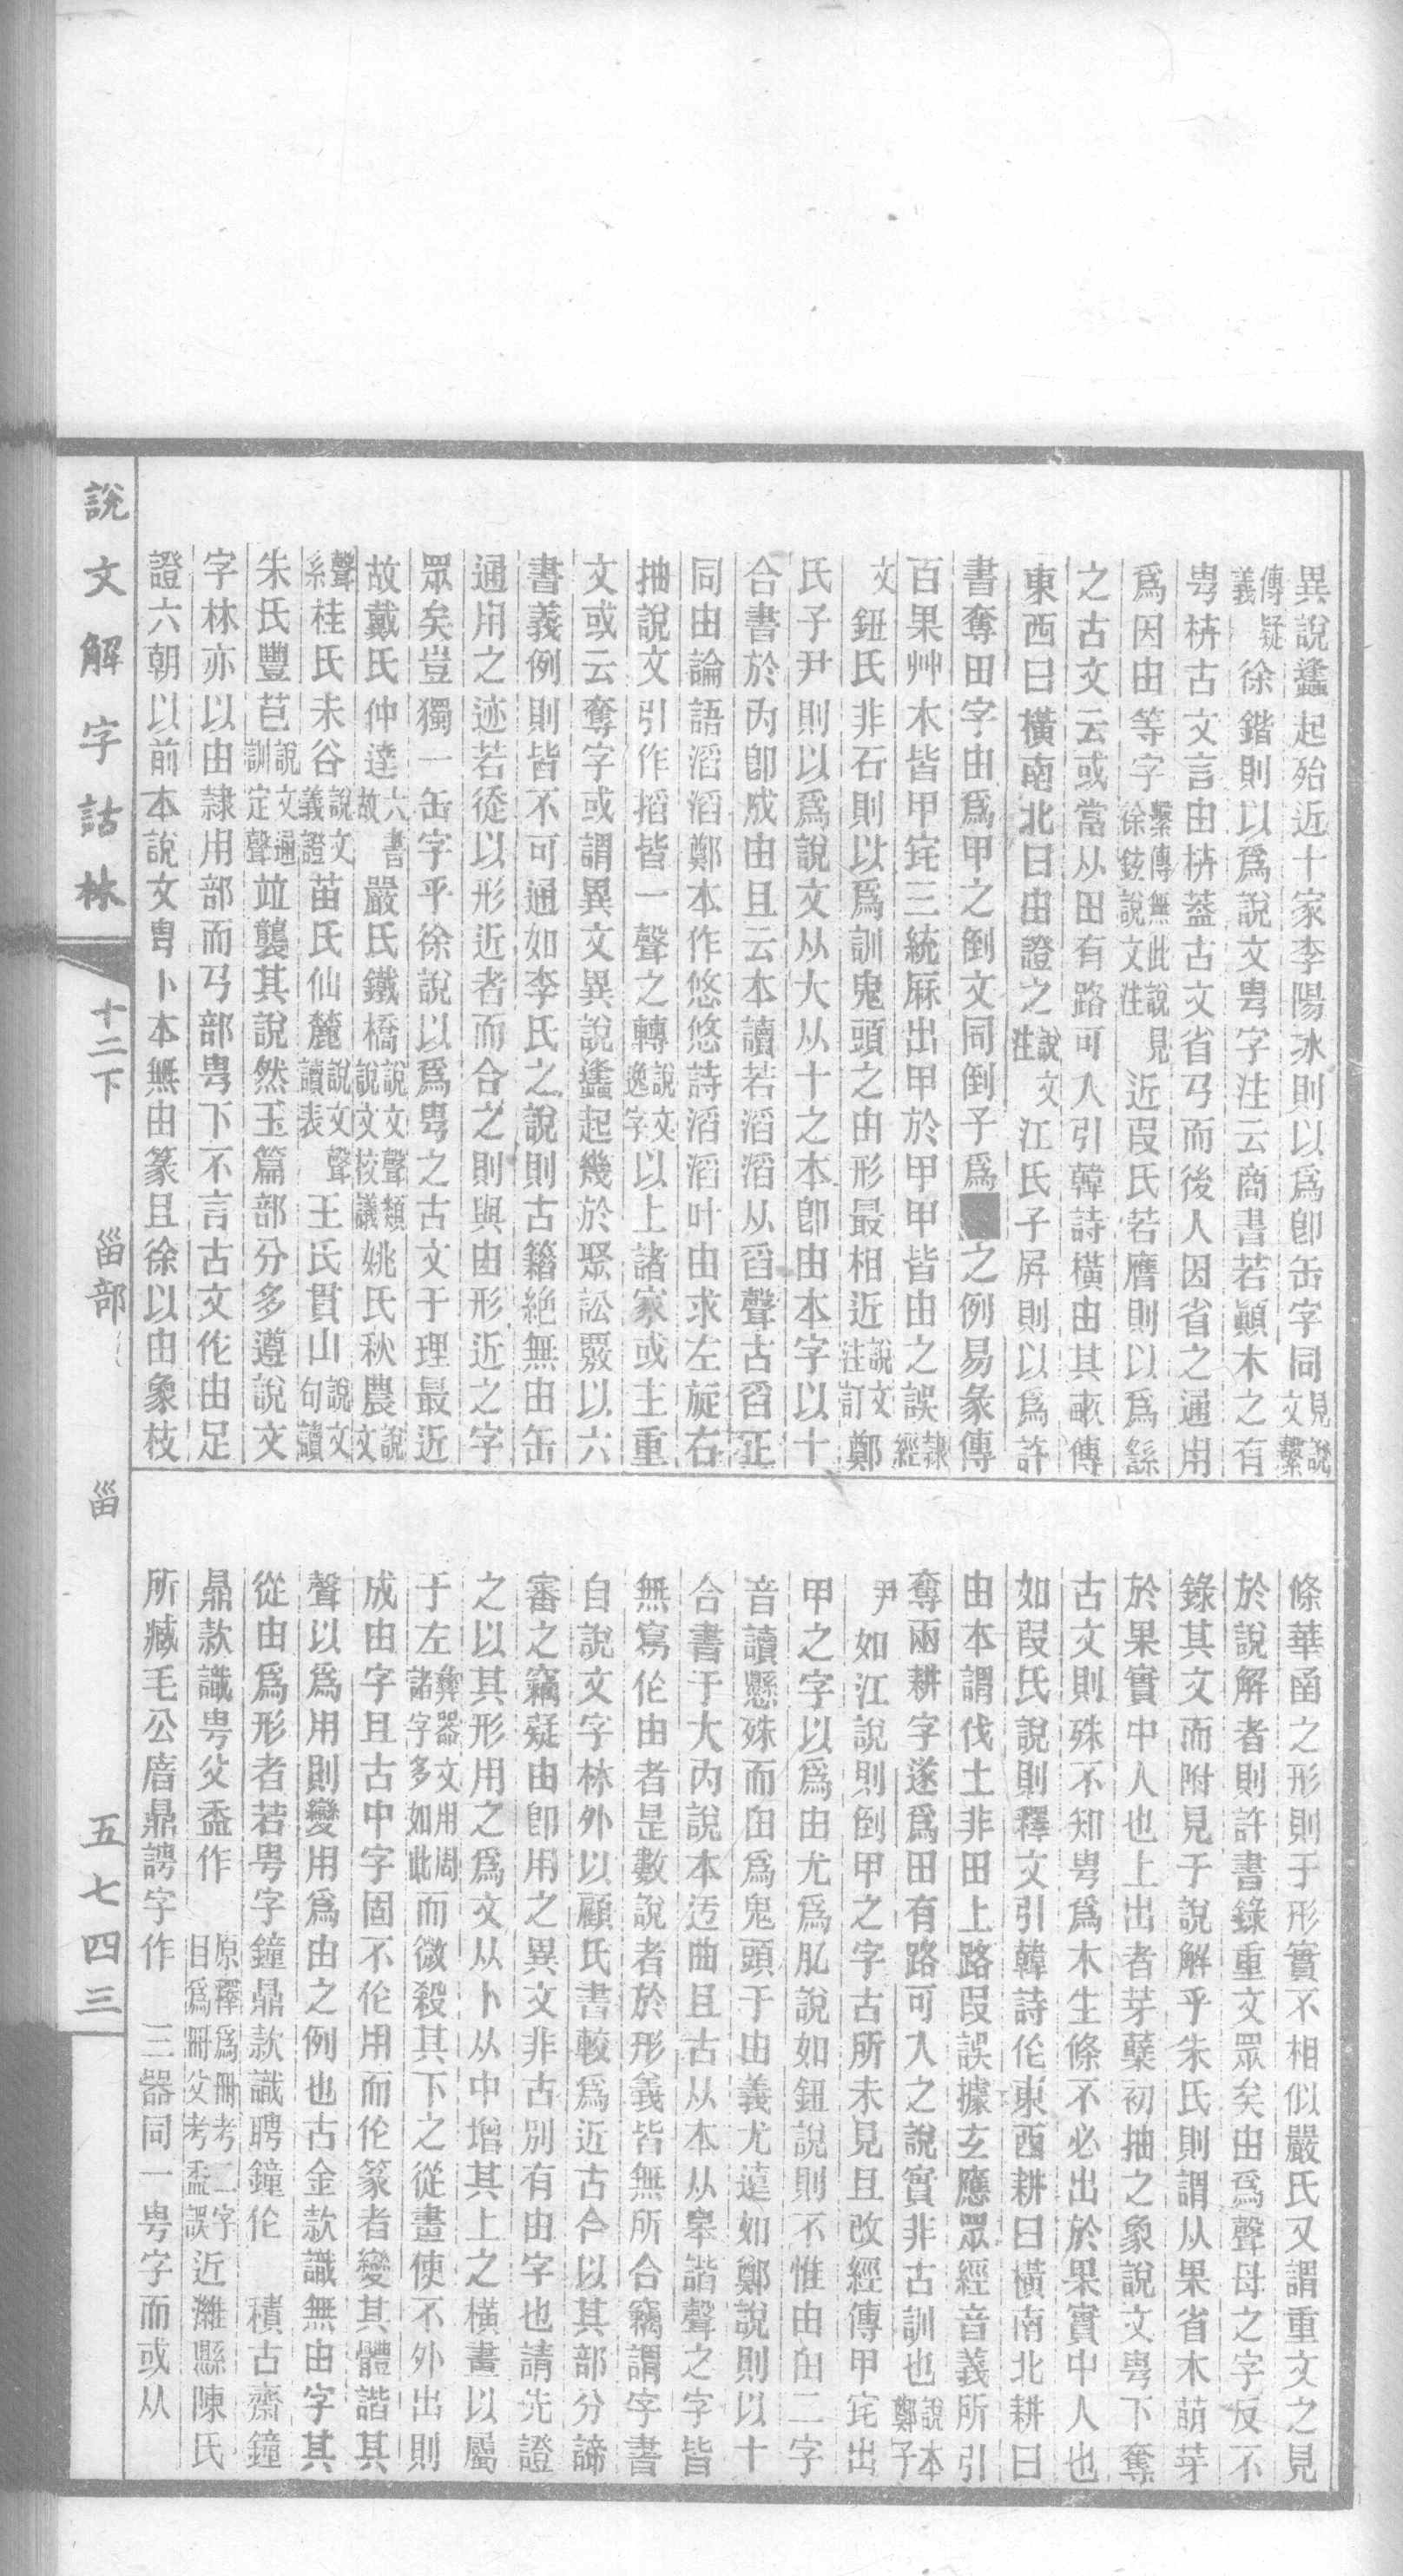 異說蠭起殆近十家李陽冰則以爲卽缶字同見說文繫
傳疑義徐鍇則以爲說文甹字注云商書若顚木之有
甹枿古文言由枿葢古文省丂而後人因省之通用
爲因由等字繫傳無此說見徐鉉說文注近段氏若膺則以爲繇
之古文云或當从田有路可入引韓詩橫由其畝傳
東西曰橫南北曰由證之說文注江氏子屏則以爲許
書奪田字由爲甲之倒文同倒子爲之例易彖傳
百果艸木皆甲宅三統厤出甲於甲甲皆由之誤隸經
文鈕氏非石則以爲訓鬼頭之甶形最相近說文注訂鄭
氏子尹則以爲說文从大从十之本卽由本字以十
合書於內卽成由且云本讀若滔滔从舀聲古舀正
同由論語滔滔鄭本作悠悠詩滔滔叶由求左旋右
抽說文引作搯皆一聲之轉說文逸字以上諸家或主重
文或云奪字或謂異文異說蠭起幾於聚訟覈以六
書義例則皆不可通如李氏之說則古籍絕無由缶
通用之迹若從以形近者而合之則與由形近之字
眾矣豈獨一缶字乎徐說以爲甹之古文于理最近
故戴氏仲達六書故嚴氏鐵橋說文聲類說文校議姚氏秋農說文
聲系桂氏未谷說文義證苗氏仙麓說文聲讀表王氏貫山說文句讀
朱氏豐芑說文通訓定聲竝襲其說然玉篇部分多遵說文
字林亦以由隸用部而丂部甹下不言古文作由足
證六朝以前本說文甹下本無由篆且徐以由象枝
條華圅之形則于形實不相似嚴氏又謂重文之見
於說解者則許書錄重文眾矣由爲聲母之字反不
錄其文而附見于說解乎朱氏則謂从果省木萌芽
於果實中人也上出者芽櫱初抽之象說文甹下奪
古文則殊不知甹爲木生條不必出於果實中人也
如段氏說則釋文引韓詩作東西耕曰橫南北耕曰
由本謂伐土非田上路段誤據玄應眾經音義所引
奪兩耕字遂爲田有路可入之說實非古訓也說本鄭子
尹如江說則倒甲之字古所未見且改經傳甲宅出
甲之字以爲由尤爲肊說如鈕說則不惟由甶二字
音讀懸殊而甶爲鬼頭于由義尤遠如鄭說則以十
合書于大內說本迃曲且古从本从皋諧聲之字皆
無寫作由者是數說者於形義皆無所合竊謂字書
自說文字林外以顧氏書較爲近古今以其部分諦
審之竊疑由卽用之異文非古別有由字也請先證
之以其形用之爲文从卜从中增其上之橫畫以屬
于左彝器文用周諸字多如此而微殺其下之從畫使不外出則
成由字且古中字固不作用而作篆者變其體諧其
聲以爲用則變用爲由之例也古金款識無由字其
從由爲形者若甹字鐘鼎款識聘鐘作 積古齋鐘
鼎款識甹父盉作 原釋爲冊考二字目爲冊父考盉誤近濰縣陳氏
所臧毛公㢊鼎䛣字作 三器同一甹字而或从
說文解字詁林 十二下 甾部 甾 五七四三